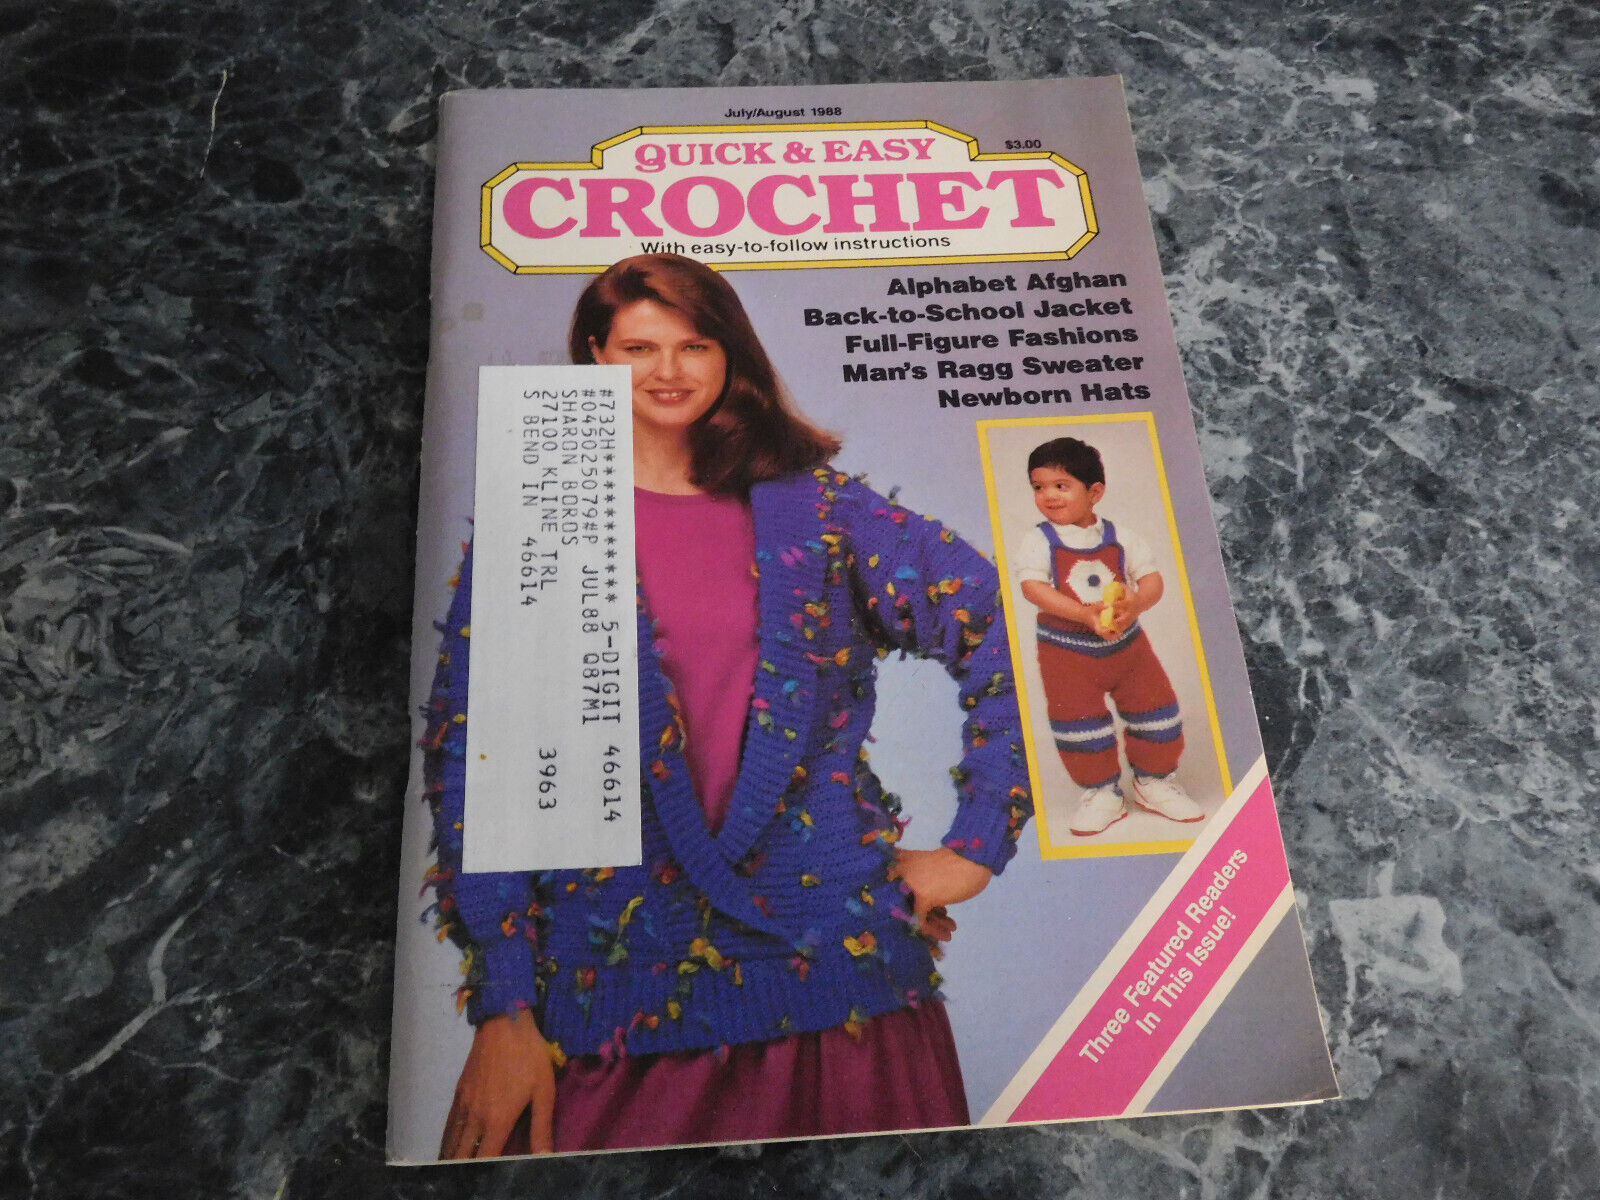 July/August 1988
$3.00
QUICK & EASY
CROCHET
With easy-to-follow instructions
Alphabet Afghan
Back-to-School Jacket
Full-Figure Fashions
Man's Ragg Sweater
Newborn Hats
#732H*********** 5-DIGIT 46614
#045025079#P JUL88 Q87M1
SHARON BOROS
27100 KLINE TRL 3963
S BEND IN 46614
Three Featured Readers
In This Issue!